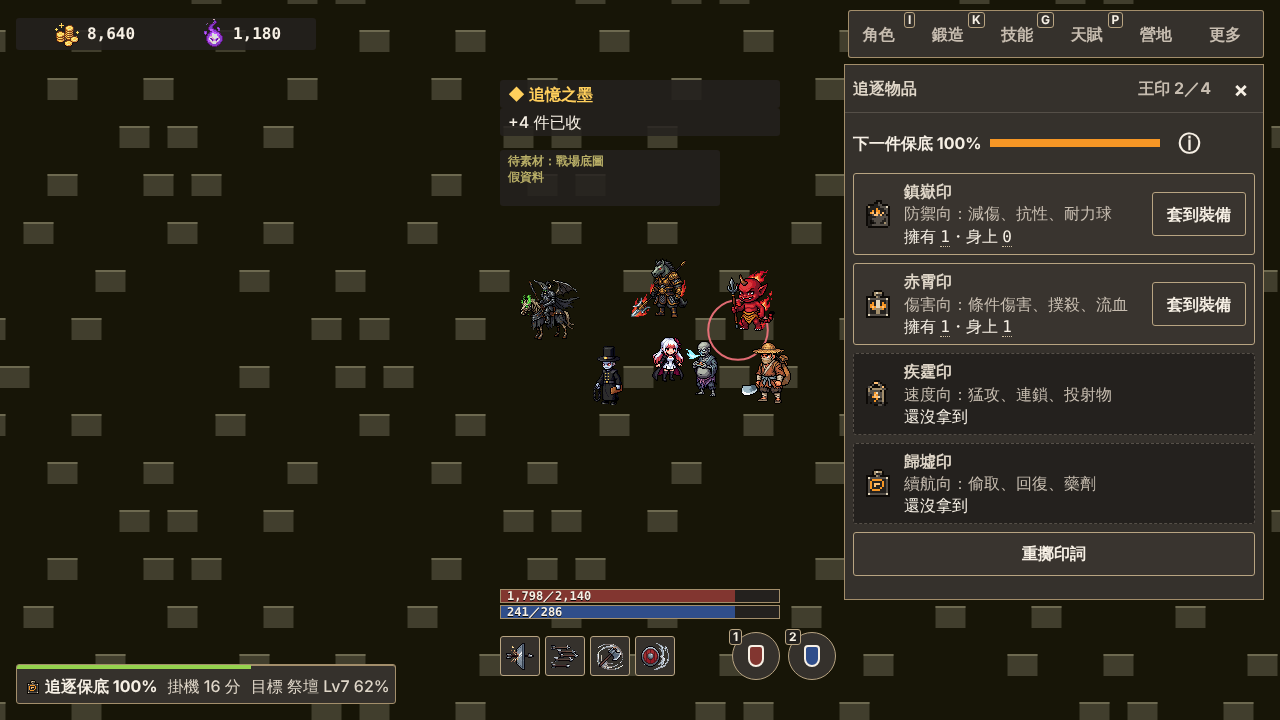 8,640
1,180
角色 I
鍛造 K
技能 G
天賦 P
營地
更多
追憶之墨
+4 件已收
待素材：戰場底圖
假資料
追逐物品
王印 2／4
×
下一件保底 100%
鎮嶽印
防禦向：減傷、抗性、耐力球
擁有 1・身上 0
套到裝備
赤霄印
傷害向：條件傷害、撲殺、流血
擁有 1・身上 1
套到裝備
疾霆印
速度向：猛攻、連鎖、投射物
還沒拿到
歸墟印
續航向：偷取、回復、藥劑
還沒拿到
重擲印詞
1,798／2,140
241／286
1
2
追逐保底 100% 掛機 16 分 目標 祭壇 Lv7 62%